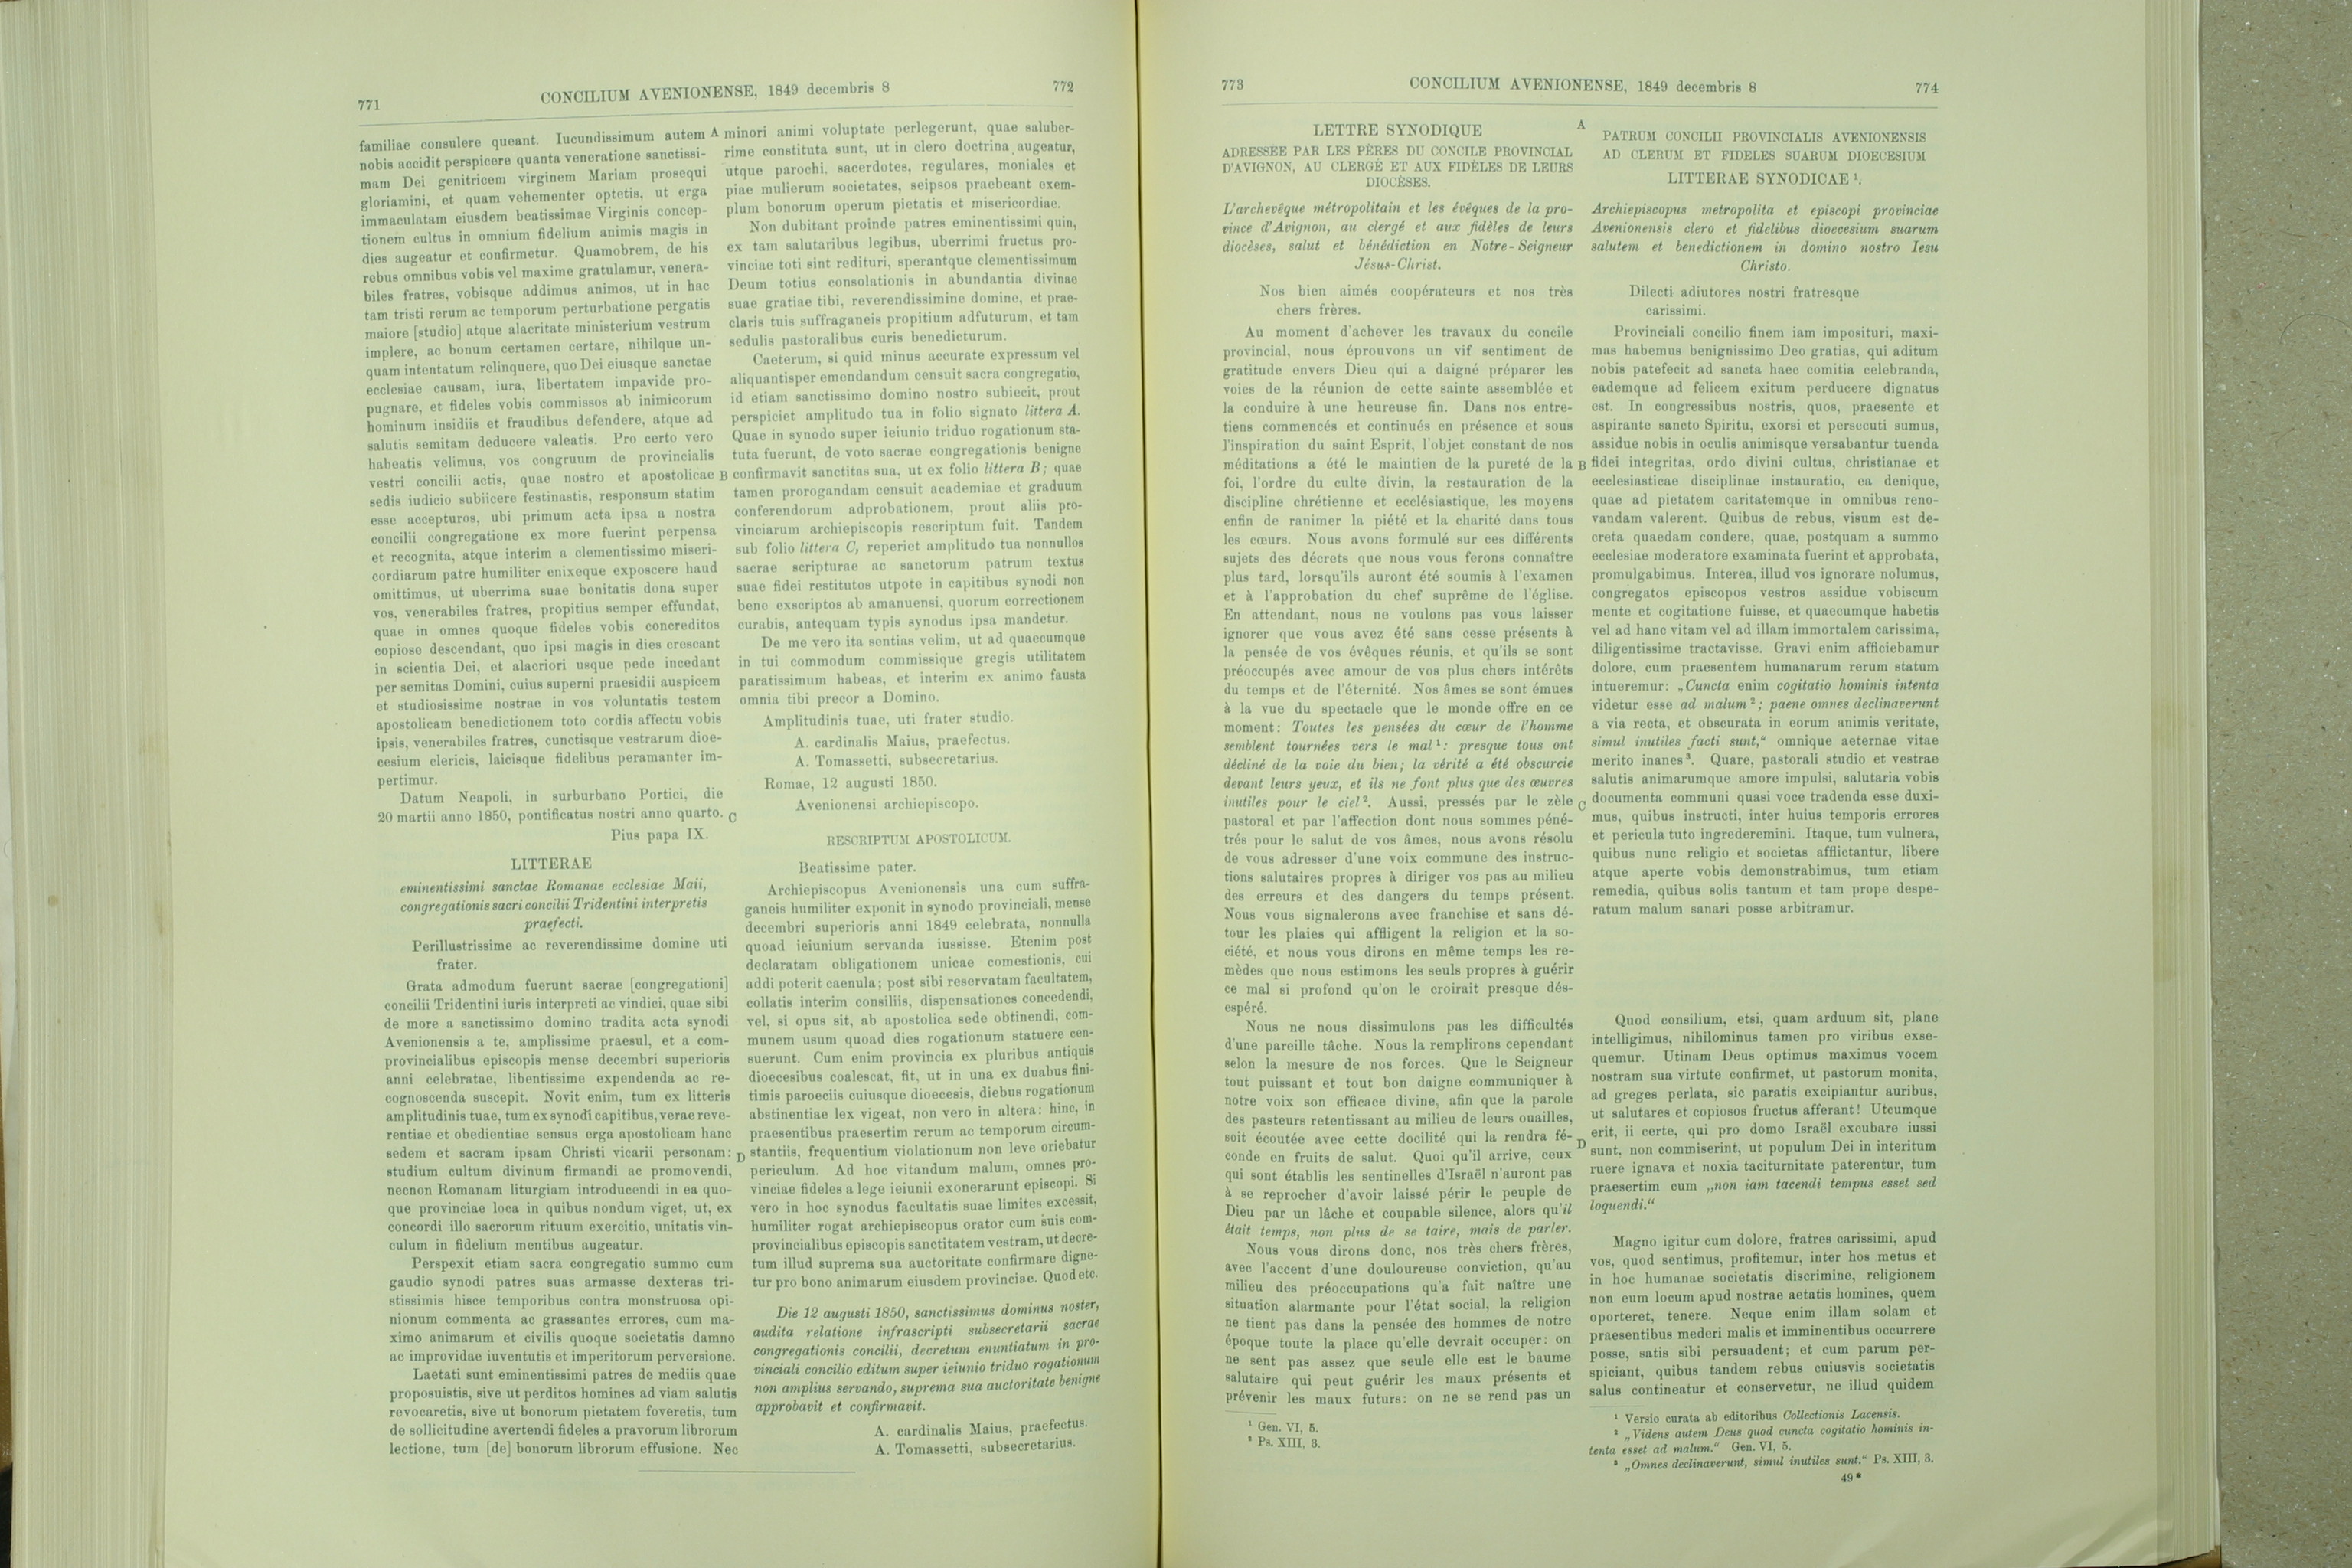 771
CONCILIUM AVENIONENSE, 1849 decembris 8
772
familiae consulere queant. Iucundissimum autem
nobis accidit perspicere quanta veneratione sanctissi-
mam Dei genitricem virginem Mariam prosequi
gloriamini, et quam vehementer optetis, ut erga
immaculatam eiusdem beatissimae Virginis concep-
tionem cultus in omnium fidelium animis magis in
dies augeatur et confirmetur. Quamobrem, de his
rebus omnibus vobis vel maxime gratulamur, venera-
biles fratres, vobisque addimus animos, ut in hac
tam tristi rerum ac temporum perturbatione pergatis
maiore [studio] atque alacritate ministerium vestrum
implere, ac bonum certamen certare, nihilque un-
quam intentatum relinquere, quo Dei eiusque sanctae
ecclesiae causam, iura, libertatem impavide pro-
pugnare, et fideles vobis commissos ab inimicorum
hominum insidiis et fraudibus defendere, atque ad
salutis semitam deducere valeatis. Pro certo vero
habeatis velimus, vos congruum de provincialis
vestri concilii actis, quae nostro et apostolicae
sedis iudicio subiicere festinastis, responsum statim
esse accepturos, ubi primum acta ipsa a nostra
concilii congregatione ex more fuerint perpensa
et recognita, atque interim a clementissimo miseri-
cordiarum patre humiliter enixeque exposcere haud
omittimus, ut uberrima suae bonitatis dona super
vos, venerabiles fratres, propitius semper effundat,
quae in omnes quoque fideles vobis concreditos
copiose descendant, quo ipsi magis in dies crescant
in scientia Dei, et alacriori usque pede incedant
per semitas Domini, cuius superni praesidii auspicem
et studiosissime nostrae in vos voluntatis testem
apostolicam benedictionem toto cordis affectu vobis
ipsis, venerabiles fratres, cunctisque vestrarum dioe-
cesium clericis, laicisque fidelibus peramanter im-
pertimur.
Datum Neapoli, in surburbano Portici, die
20 martii anno 1850, pontificatus nostri anno quarto.
Pius papa IX.
LITTERAE
eminentissimi sanctae Romanae ecclesiae Maii,
congregationis sacri concilii Tridentini interpretis
praefecti.
Perillustrissime ac reverendissime domine uti
frater.
Grata admodum fuerunt sacrae [congregationi]
concilii Tridentini iuris interpreti ac vindici, quae sibi
de more a sanctissimo domino tradita acta synodi
Avenionensis a te, amplissime praesul, et a com-
provincialibus episcopis mense decembri superioris
anni celebratae, libentissime expendenda ac re-
cognoscenda suscepit. Novit enim, tum ex litteris
amplitudinis tuae, tum ex synodi capitibus, verae reve-
rentiae et obedientiae sensus erga apostolicam hanc
sedem et sacram ipsam Christi vicarii personam:
studium cultum divinum firmandi ac promovendi,
necnon Romanam liturgiam introducendi in ea quo-
que provinciae loca in quibus nondum viget, ut, ex
concordi illo sacrorum rituum exercitio, unitatis vin-
culum in fidelium mentibus augeatur.
Perspexit etiam sacra congregatio summo cum
gaudio synodi patres suas armasse dexteras tri-
stissimis hisce temporibus contra monstruosa opi-
nionum commenta ac grassantes errores, cum ma-
ximo animarum et civilis quoque societatis damno
ac improvidae iuventutis et imperitorum perversione.
Laetati sunt eminentissimi patres de mediis quae
proposuistis, sive ut perditos homines ad viam salutis
revocaretis, sive ut bonorum pietatem foveretis, tum
de sollicitudine avertendi fideles a pravorum librorum
lectione, tum [de] bonorum librorum effusione. Nec
A
B
C
D
minori animi voluptate perlegerunt, quae saluber-
rime constituta sunt, ut in clero doctrina augeatur,
utque parochi, sacerdotes, regulares, moniales et
piae mulierum societates, seipsos praebeant exem-
plum bonorum operum pietatis et misericordiae.
Non dubitant proinde patres eminentissimi quin,
ex tam salutaribus legibus, uberrimi fructus pro-
vinciae toti sint redituri, sperantque clementissimum
Deum totius consolationis in abundantia divinae
suae gratiae tibi, reverendissimine domine, et prae-
claris tuis suffraganeis propitium adfuturum, et tam
sedulis pastoralibus curis benedicturum.
Caeterum, si quid minus accurate expressum vel
aliquantisper emendandum censuit sacra congregatio,
id etiam sanctissimo domino nostro subiecit, prout
perspiciet amplitudo tua in folio signato littera A.
Quae in synodo super ieiunio triduo rogationum sta-
tuta fuerunt, de voto sacrae congregationis benigne
confirmavit sanctitas sua, ut ex folio littera B; quae
tamen prorogandam censuit academiae et graduum
conferendorum adprobationem, prout aliis pro-
vinciarum archiepiscopis rescriptum fuit. Tandem
sub folio littera C, reperiet amplitudo tua nonnullos
sacrae scripturae ac sanctorum patrum textus
suae fidei restitutos utpote in capitibus synodi non
bene exscriptos ab amanuensi, quorum correctionem
curabis, antequam typis synodus ipsa mandetur.
De me vero ita sentias velim, ut ad quaecumque
in tui commodum commissique gregis utilitatem
paratissimum habeas, et interim ex animo fausta
omnia tibi precor a Domino.
Amplitudinis tuae, uti frater studio.
A. cardinalis Maius, praefectus.
A. Tomassetti, subsecretarius.
Romae, 12 augusti 1850.
Avenionensi archiepiscopo.
RESCRIPTUM APOSTOLICUM.
Beatissime pater.
Archiepiscopus Avenionensis una cum suffra-
ganeis humiliter exponit in synodo provinciali, mense
decembri superioris anni 1849 celebrata, nonnulla
quoad ieiunium servanda iussisse. Etenim post
declaratam obligationem unicae comestionis, cui
addi poterit caenula; post sibi reservatam facultatem,
collatis interim consiliis, dispensationes concedendi,
vel, si opus sit, ab apostolica sede obtinendi, com-
munem usum quoad dies rogationum statuere cen-
suerunt. Cum enim provincia ex pluribus antiquis
dioecesibus coalescat, fit, ut in una ex duabus fini-
timis paroeciis cuiusque dioecesis, diebus rogationum
abstinentiae lex vigeat, non vero in altera: hinc, in
praesentibus praesertim rerum ac temporum circum-
stantiis, frequentium violationum non leve oriebatur
periculum. Ad hoc vitandum malum, omnes pro-
vinciae fideles a lege ieiunii exonerarunt episcopi. Si
vero in hoc synodus facultatis suae limites excessit,
humiliter rogat archiepiscopus orator cum suis com-
provincialibus episcopis sanctitatem vestram, ut decre-
tum illud suprema sua auctoritate confirmare digne-
tur pro bono animarum eiusdem provinciae. Quod etc.
Die 12 augusti 1850, sanctissimus dominus noster,
audita relatione infrascripti subsecretarii sacrae
congregationis concilii, decretum enuntiatum in pro-
vinciali concilio editum super ieiunio triduo rogationum
non amplius servando, suprema sua auctoritate benigne
approbavit et confirmavit.
A. cardinalis Maius, praefectus.
A. Tomassetti, subsecretarius.
773
CONCILIUM AVENIONENSE, 1849 decembris 8
774
LETTRE SYNODIQUE
ADRESSÉE PAR LES PÈRES DU CONCILE PROVINCIAL
D'AVIGNON, AU CLERGÉ ET AUX FIDÈLES DE LEURS
DIOCÈSES.
L'archevêque métropolitain et les évêques de la pro-
vince d'Avignon, au clergé et aux fidèles de leurs
diocèses, salut et bénédiction en Notre-Seigneur
Jésus-Christ.
Nos bien aimés coopérateurs et nos très
chers frères.
Au moment d'achever les travaux du concile
provincial, nous éprouvons un vif sentiment de
gratitude envers Dieu qui a daigné préparer les
voies de la réunion de cette sainte assemblée et
la conduire à une heureuse fin. Dans nos entre-
tiens commencés et continués en présence et sous
l'inspiration du saint Esprit, l'objet constant de nos
méditations a été le maintien de la pureté de la
foi, l'ordre du culte divin, la restauration de la
discipline chrétienne et ecclésiastique, les moyens
enfin de ranimer la piété et la charité dans tous
les cœurs. Nous avons formulé sur ces différents
sujets des décrets que nous vous ferons connaître
plus tard, lorsqu'ils auront été soumis à l'examen
et à l'approbation du chef suprême de l'église.
En attendant, nous ne voulons pas vous laisser
ignorer que vous avez été sans cesse présents à
la pensée de vos évêques réunis, et qu'ils se sont
préoccupés avec amour de vos plus chers intérêts
du temps et de l'éternité. Nos âmes se sont émues
à la vue du spectacle que le monde offre en ce
moment: Toutes les pensées du cœur de l'homme
semblent tournées vers le mal¹: presque tous ont
décliné de la voie du bien; la vérité a été obscurcie
devant leurs yeux, et ils ne font plus que des œuvres
inutiles pour le ciel². Aussi, pressés par le zèle
pastoral et par l'affection dont nous sommes péné-
trés pour le salut de vos âmes, nous avons résolu
de vous adresser d'une voix commune des instruc-
tions salutaires propres à diriger vos pas au milieu
des erreurs et des dangers du temps présent.
Nous vous signalerons avec franchise et sans dé-
tour les plaies qui affligent la religion et la so-
ciété, et nous vous dirons en même temps les re-
mèdes que nous estimons les seuls propres à guérir
ce mal si profond qu'on le croirait presque dés-
espéré.
Nous ne nous dissimulons pas les difficultés
d'une pareille tâche. Nous la remplirons cependant
selon la mesure de nos forces. Que le Seigneur
tout puissant et tout bon daigne communiquer à
notre voix son efficace divine, afin que la parole
des pasteurs retentissant au milieu de leurs ouailles,
soit écoutée avec cette docilité qui la rendra fé-
conde en fruits de salut. Quoi qu'il arrive, ceux
qui sont établis les sentinelles d'Israël n'auront pas
à se reprocher d'avoir laissé périr le peuple de
Dieu par un lâche et coupable silence, alors qu'il
était temps, non plus de se taire, mais de parler.
Nous vous dirons donc, nos très chers frères,
avec l'accent d'une douloureuse conviction, qu'au
milieu des préoccupations qu'a fait naître une
situation alarmante pour l'état social, la religion
ne tient pas dans la pensée des hommes de notre
époque toute la place qu'elle devrait occuper: on
ne sent pas assez que seule elle est le baume
salutaire qui peut guérir les maux présents et
prévenir les maux futurs: on ne se rend pas un
¹ Gen. VI, 5.
² Ps. XIII, 3.
A
B
C
D
PATRUM CONCILII PROVINCIALIS AVENIONENSIS
AD CLERUM ET FIDELES SUARUM DIOECESIUM
LITTERAE SYNODICAE ¹.
Archiepiscopus metropolita et episcopi provinciae
Avenionensis clero et fidelibus dioecesium suarum
salutem et benedictionem in domino nostro Iesu
Christo.
Dilecti adiutores nostri fratresque
carissimi.
Provinciali concilio finem iam imposituri, maxi-
mas habemus benignissimo Deo gratias, qui aditum
nobis patefecit ad sancta haec comitia celebranda,
eademque ad felicem exitum perducere dignatus
est. In congressibus nostris, quos, praesente et
aspirante sancto Spiritu, exorsi et persecuti sumus,
assidue nobis in oculis animisque versabantur tuenda
fidei integritas, ordo divini cultus, christianae et
ecclesiasticae disciplinae instauratio, ea denique,
quae ad pietatem caritatemque in omnibus reno-
vandam valerent. Quibus de rebus, visum est de-
creta quaedam condere, quae, postquam a summo
ecclesiae moderatore examinata fuerint et approbata,
promulgabimus. Interea, illud vos ignorare nolumus,
congregatos episcopos vestros assidue vobiscum
mente et cogitatione fuisse, et quaecumque habetis
vel ad hanc vitam vel ad illam immortalem carissima,
diligentissime tractavisse. Gravi enim afficiebamur
dolore, cum praesentem humanarum rerum statum
intueremur: „Cuncta enim cogitatio hominis intenta
videtur esse ad malum²; paene omnes declinaverunt
a via recta, et obscurata in eorum animis veritate,
simul inutiles facti sunt,“ omnique aeternae vitae
merito inanes³. Quare, pastorali studio et vestrae
salutis animarumque amore impulsi, salutaria vobis
documenta communi quasi voce tradenda esse duxi-
mus, quibus instructi, inter huius temporis errores
et pericula tuto ingrederemini. Itaque, tum vulnera,
quibus nunc religio et societas afflictantur, libere
atque aperte vobis demonstrabimus, tum etiam
remedia, quibus solis tantum et tam prope despe-
ratum malum sanari posse arbitramur.
Quod consilium, etsi, quam arduum sit, plane
intelligimus, nihilominus tamen pro viribus exse-
quemur. Utinam Deus optimus maximus vocem
nostram sua virtute confirmet, ut pastorum monita,
ad greges perlata, sic paratis excipiantur auribus,
ut salutares et copiosos fructus afferant! Utcumque
erit, ii certe, qui pro domo Israël excubare iussi
sunt, non commiserint, ut populum Dei in interitum
ruere ignava et noxia taciturnitate paterentur, tum
praesertim cum „non iam tacendi tempus esset sed
loquendi.“
Magno igitur cum dolore, fratres carissimi, apud
vos, quod sentimus, profitemur, inter hos metus et
in hoc humanae societatis discrimine, religionem
non eum locum apud nostrae aetatis homines, quem
oporteret, tenere. Neque enim illam solam et
praesentibus mederi malis et imminentibus occurrere
posse, satis sibi persuadent; et cum parum per-
spiciant, quibus tandem rebus cuiusvis societatis
salus contineatur et conservetur, ne illud quidem
¹ Versio curata ab editoribus Collectionis Lacensis.
² „Videns autem Deus quod cuncta cogitatio hominis in-
tenta esset ad malum.“ Gen. VI, 5.
³ „Omnes declinaverunt, simul inutiles sunt.“ Ps. XIII, 3.
49*